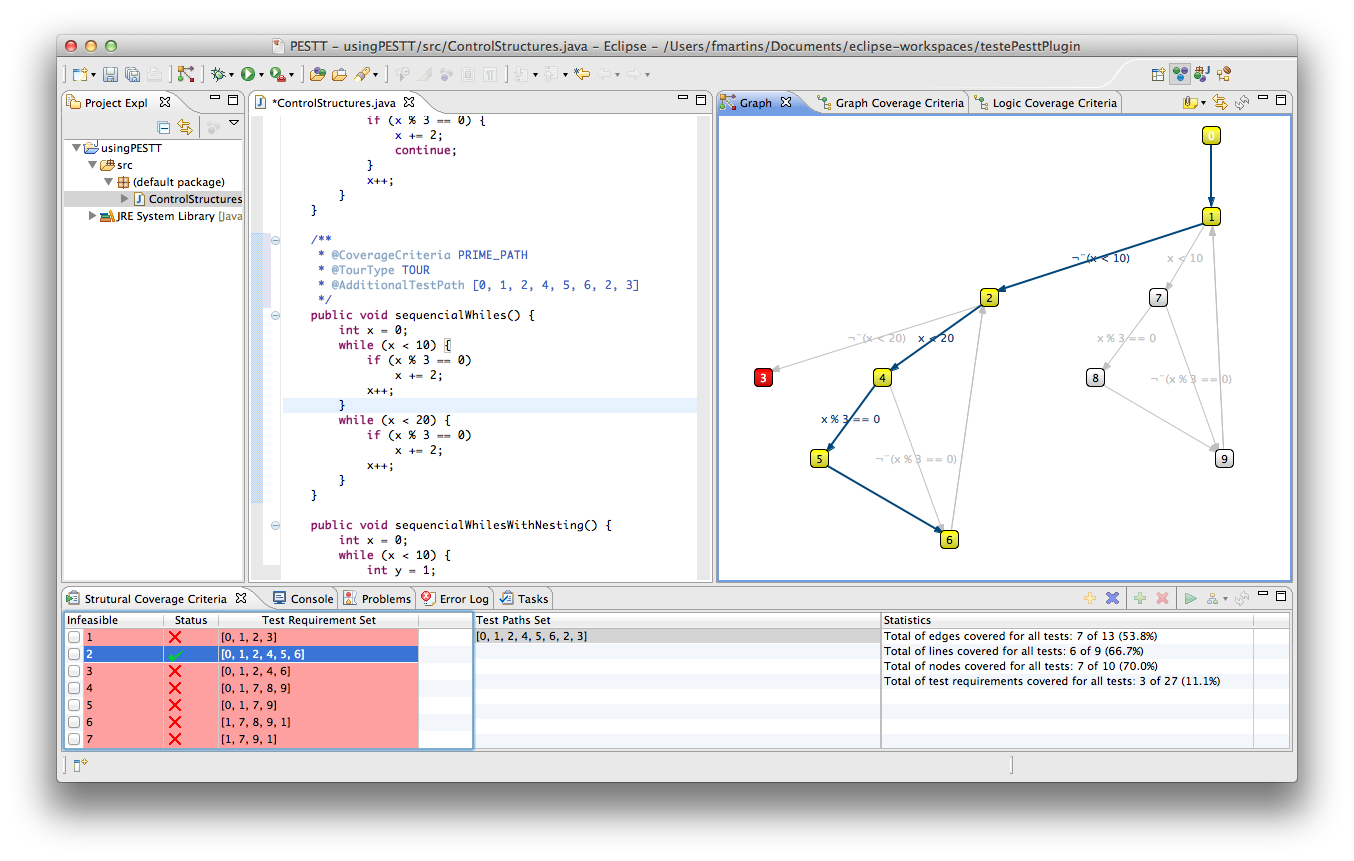 PESTT – usingPESTT/src/ControlStructures.java – Eclipse – /Users/fmartins/Documents/eclipse-workspaces/testePesttPlugin
Project Expl
usingPESTT
src
(default package)
ControlStructures
JRE System Library [Java
*ControlStructures.java
if (x % 3 == 0) {
x += 2;
continue;
}
x++;
}
}
/**
* @CoverageCriteria PRIME_PATH
* @TourType TOUR
* @AdditionalTestPath [0, 1, 2, 4, 5, 6, 2, 3]
*/
public void sequencialWhiles() {
int x = 0;
while (x < 10) {
if (x % 3 == 0)
x += 2;
x++;
}
while (x < 20) {
if (x % 3 == 0)
x += 2;
x++;
}
}
public void sequencialWhilesWithNesting() {
int x = 0;
while (x < 10) {
int y = 1;
Graph
Graph Coverage Criteria
Logic Coverage Criteria
0
1
¬¨(x < 10)
x < 10
2
7
¬¨(x < 20)
x < 20
x % 3 == 0
3
4
8
¬¨(x % 3 == 0)
x % 3 == 0
5
¬¨(x % 3 == 0)
9
6
Strutural Coverage Criteria
Console
Problems
Error Log
Tasks
Infeasible Status Test Requirement Set
1 [0, 1, 2, 3]
2 [0, 1, 2, 4, 5, 6]
3 [0, 1, 2, 4, 6]
4 [0, 1, 7, 8, 9]
5 [0, 1, 7, 9]
6 [1, 7, 8, 9, 1]
7 [1, 7, 9, 1]
Test Paths Set
[0, 1, 2, 4, 5, 6, 2, 3]
Statistics
Total of edges covered for all tests: 7 of 13 (53.8%)
Total of lines covered for all tests: 6 of 9 (66.7%)
Total of nodes covered for all tests: 7 of 10 (70.0%)
Total of test requirements covered for all tests: 3 of 27 (11.1%)